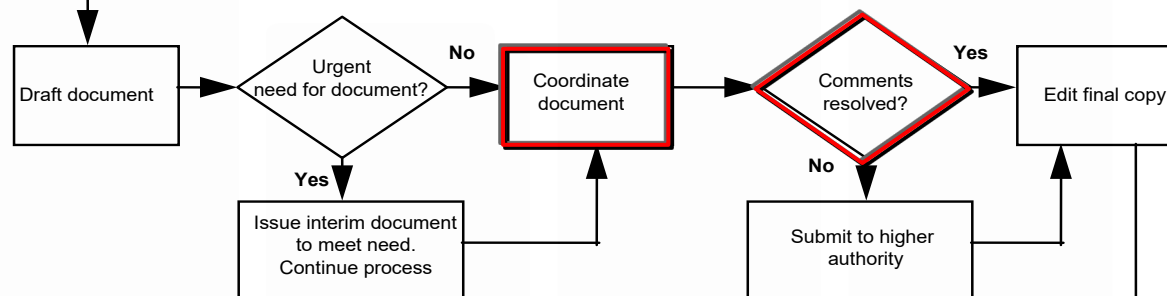 Draft document
Urgent
need for document?
No
Yes
Issue interim document
to meet need.
Continue process
Coordinate
document
Comments
resolved?
Yes
No
Submit to higher
authority
Edit final copy